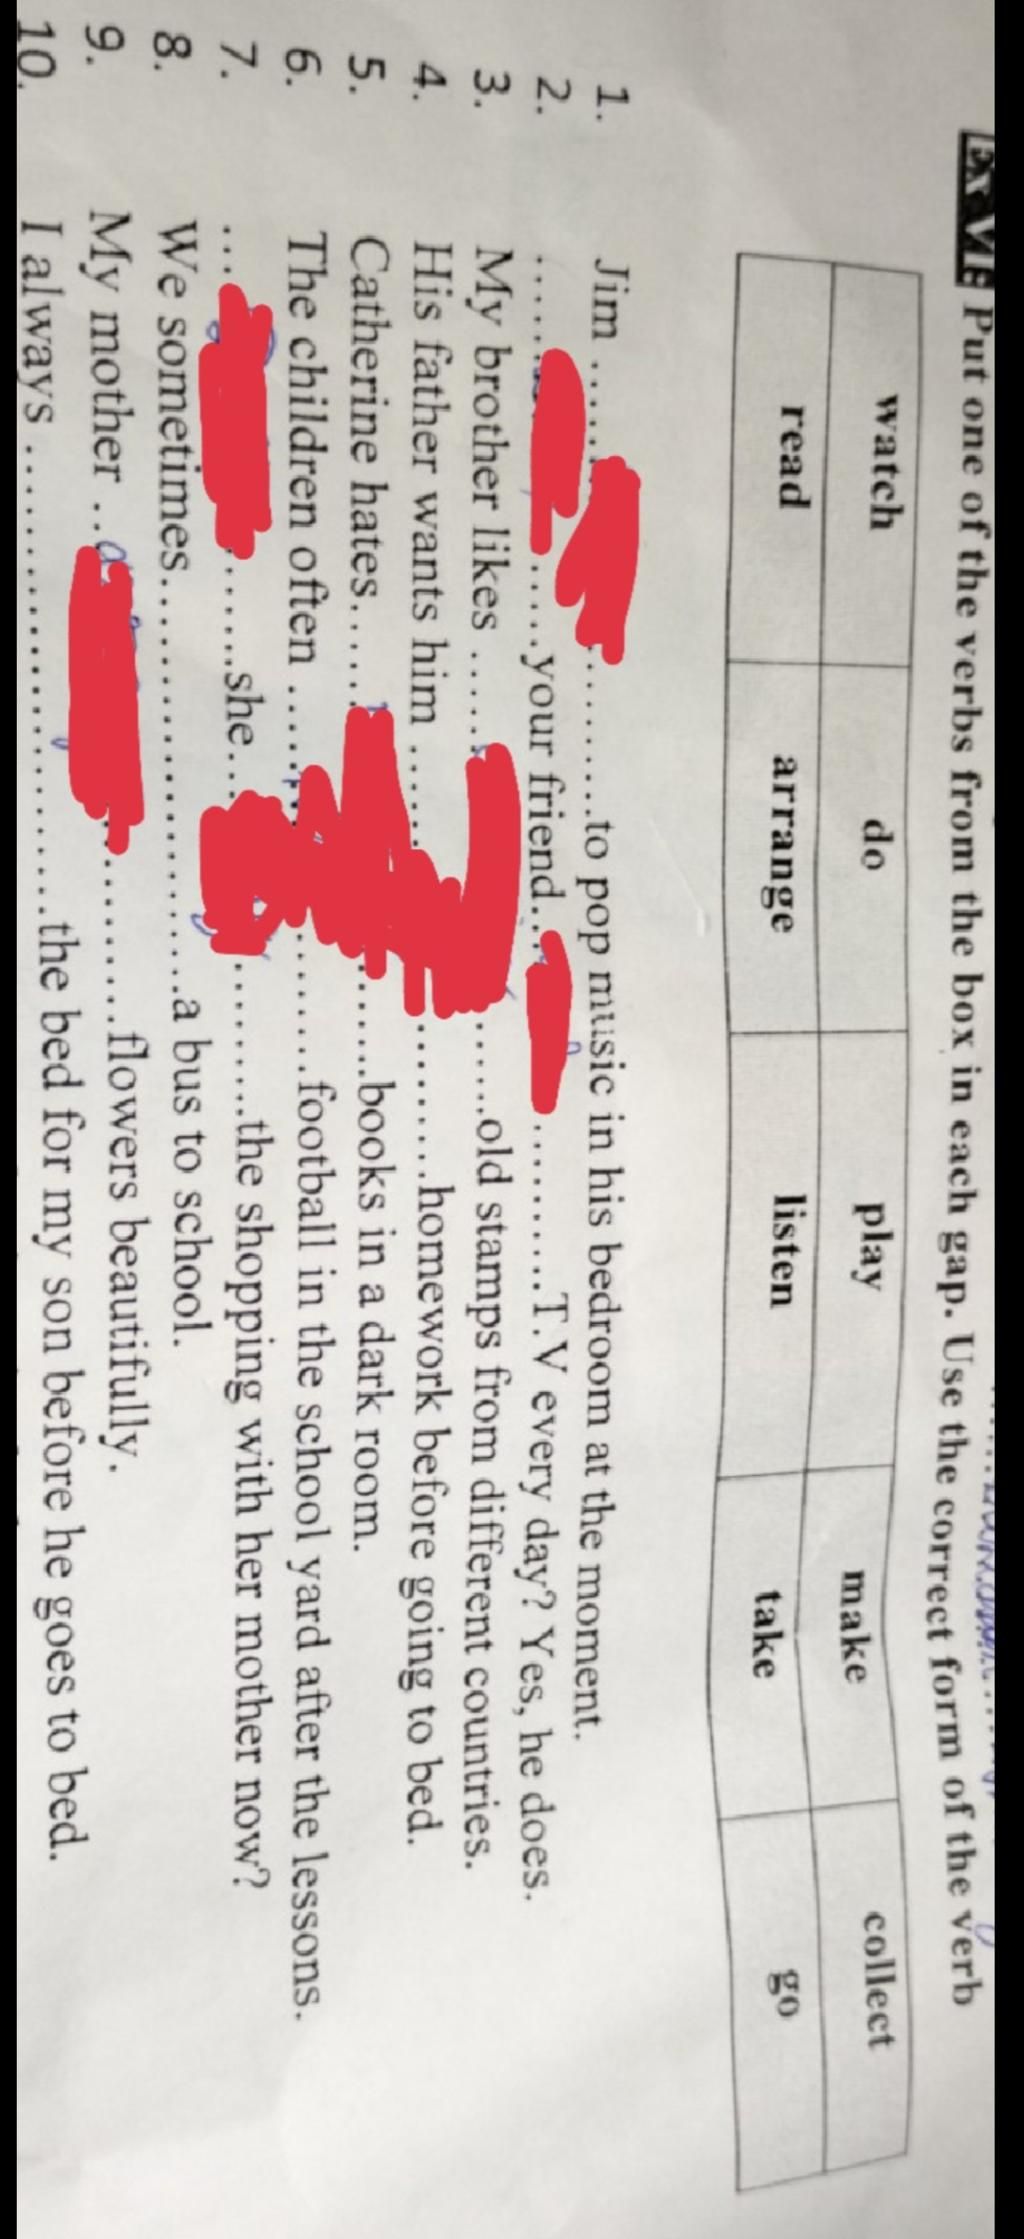 Put one of the verbs from the box in each gap. Use the correct form of the verb
watch do play make collect
read arrange listen take go
1. Jim ..............to pop music in his bedroom at the moment.
2. ..........your friend............T.V every day? Yes, he does.
3. My brother likes ............old stamps from different countries.
4. His father wants him ..............homework before going to bed.
5. Catherine hates...........books in a dark room.
6. The children often .............football in the school yard after the lessons.
7. ..........she............the shopping with her mother now?
8. We sometimes..............................a bus to school.
9. My mother ............flowers beautifully.
10. I always ..................................the bed for my son before he goes to bed.